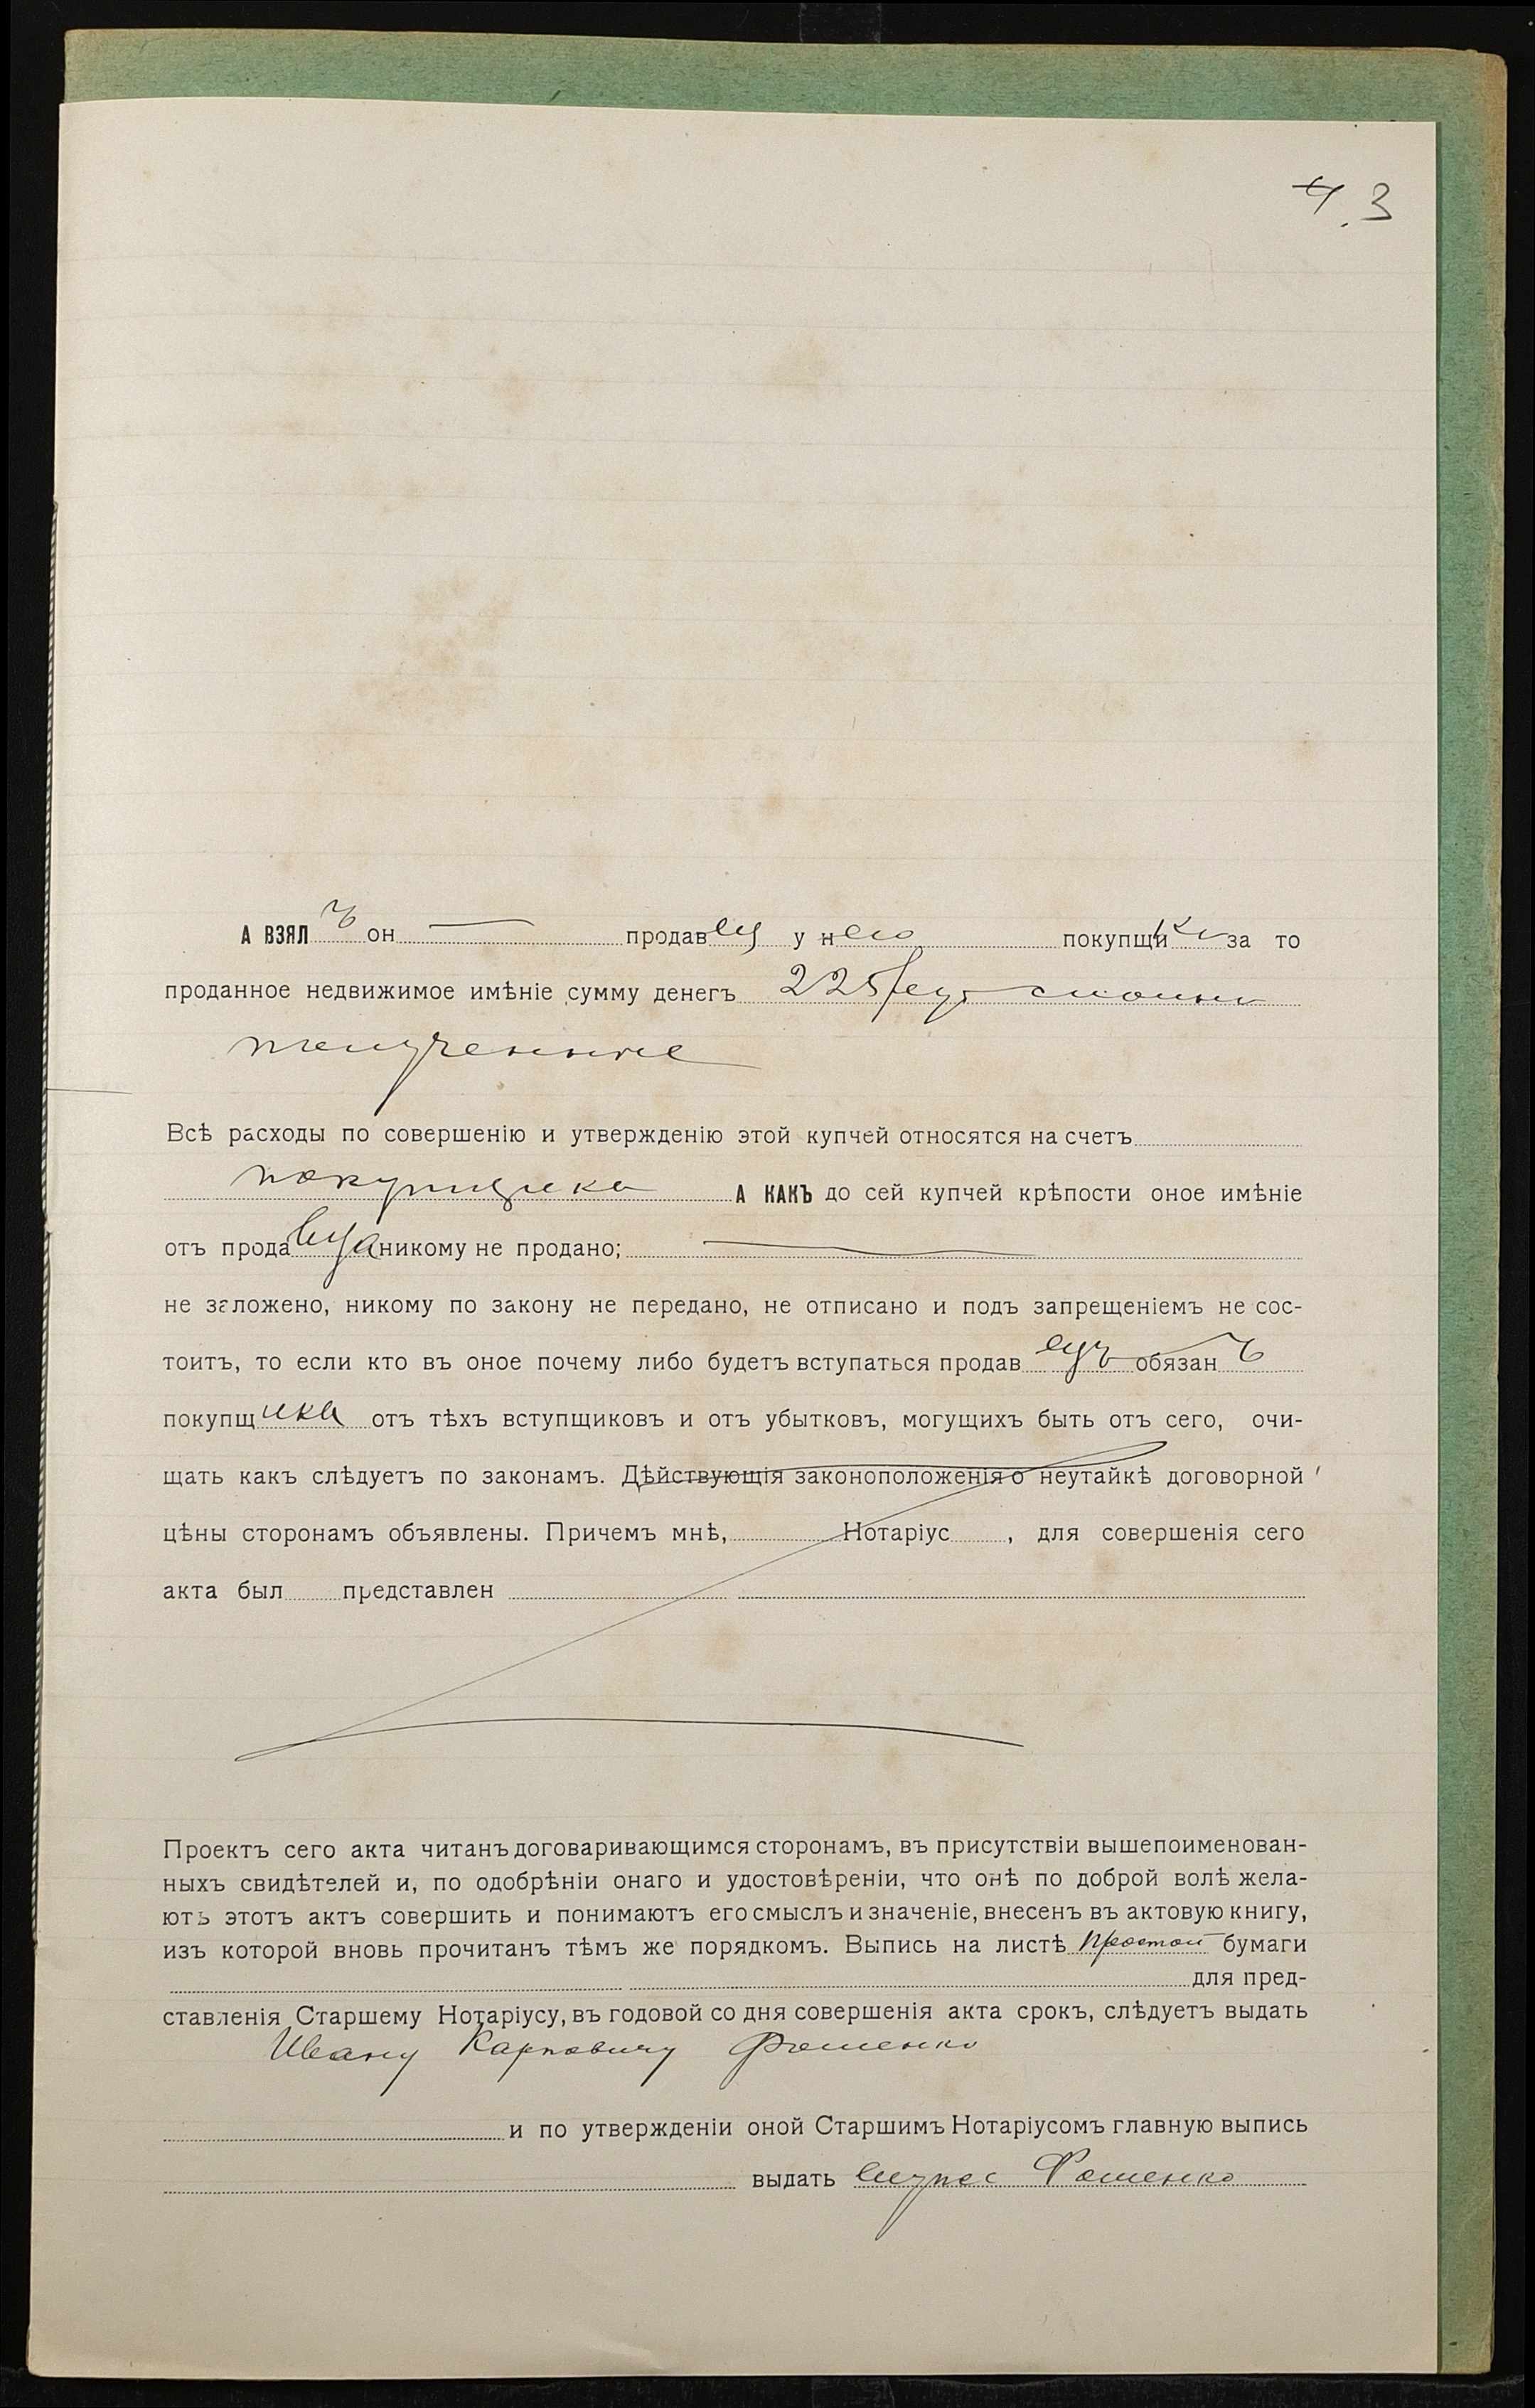 4. 3
А ВЗЯЛ ъ он — продавец у него покупщика за то
проданное недвижимое имѣніе сумму денегъ 225 руб. сполна
полученные
Всѣ расходы по совершенію и утвержденію этой купчей относятся на счетъ
покупщика А КАКЪ до сей купчей крѣпости оное имѣніе
отъ продавца никому не продано; —
не заложено, никому по закону не передано, не отписано и подъ запрещеніемъ не сос-
тоитъ, то если кто въ оное почему либо будетъ вступаться продавецъ обязанъ
покупщика отъ тѣхъ вступщиковъ и отъ убытковъ, могущихъ быть отъ сего, очи-
щать какъ слѣдуетъ по законамъ. Дѣйствующія законоположенія о неутайкѣ договорной
цѣны сторонамъ объявлены. Причемъ мнѣ, Нотаріус , для совершенія сего
акта был представлен
Проектъ сего акта читанъ договаривающимся сторонамъ, въ присутствіи вышепоименован-
ныхъ свидѣтелей и, по одобрѣніи онаго и удостовѣреніи, что онѣ по доброй волѣ жела-
ютъ этотъ актъ совершить и понимаютъ его смыслъ и значеніе, внесенъ въ актовую книгу,
изъ которой вновь прочитанъ тѣмъ же порядкомъ. Выпись на листѣ простой бумаги
для пред-
ставленія Старшему Нотаріусу, въ годовой со дня совершенія акта срокъ, слѣдуетъ выдать
Ивану Карповичу Фоменко
и по утвержденіи оной Старшимъ Нотаріусомъ главную выпись
выдать Фоменко